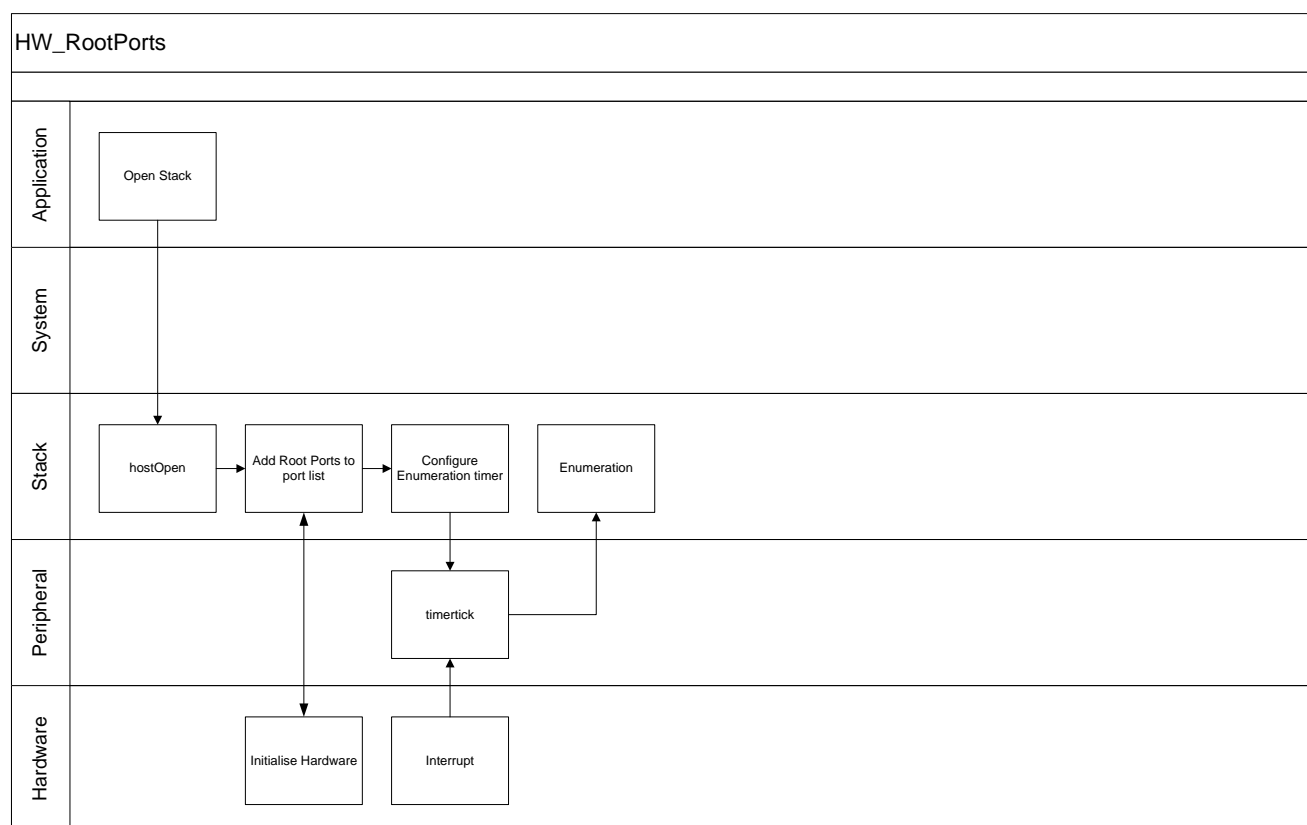 HW_RootPorts
Application
Open Stack
System
Stack
hostOpen
Add Root Ports to
port list
Configure
Enumeration timer
Enumeration
Peripheral
timertick
Hardware
Initialise Hardware
Interrupt